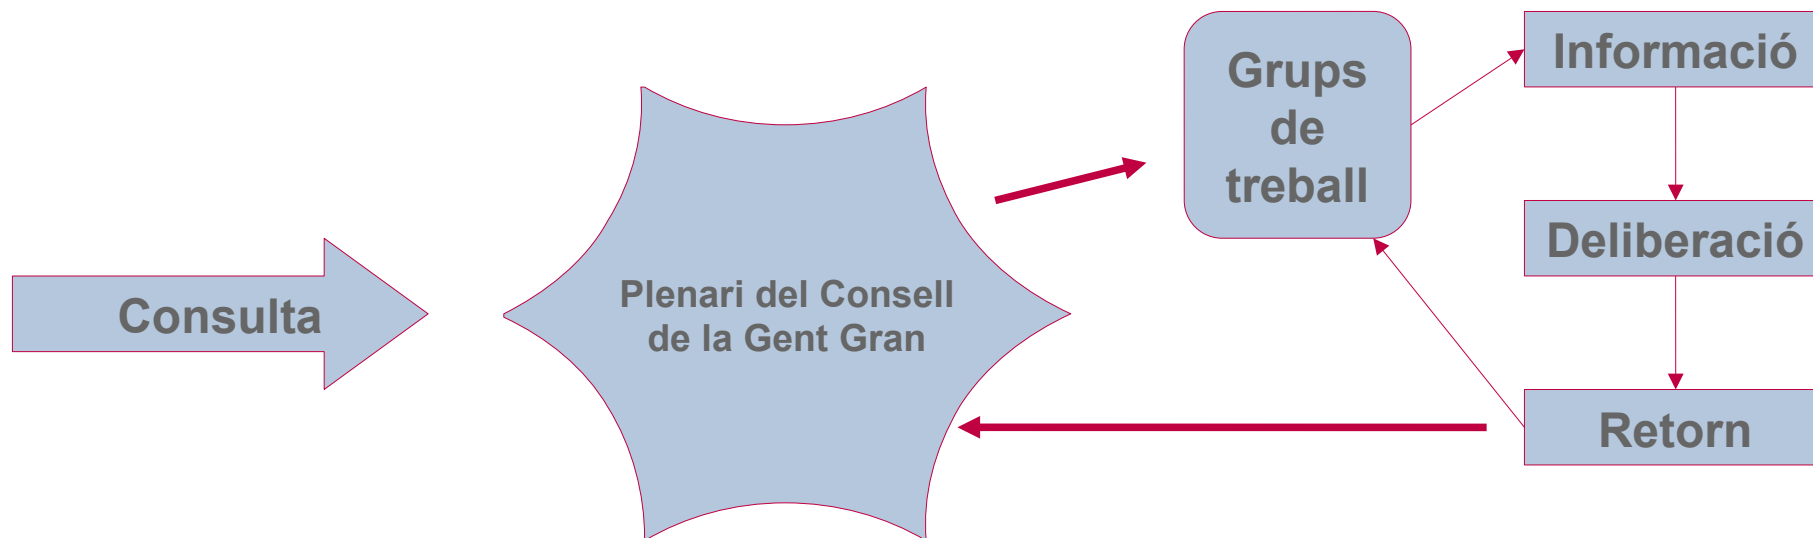 Consulta
Plenari del Consell
de la Gent Gran
Grups
de
treball
Informació
Deliberació
Retorn